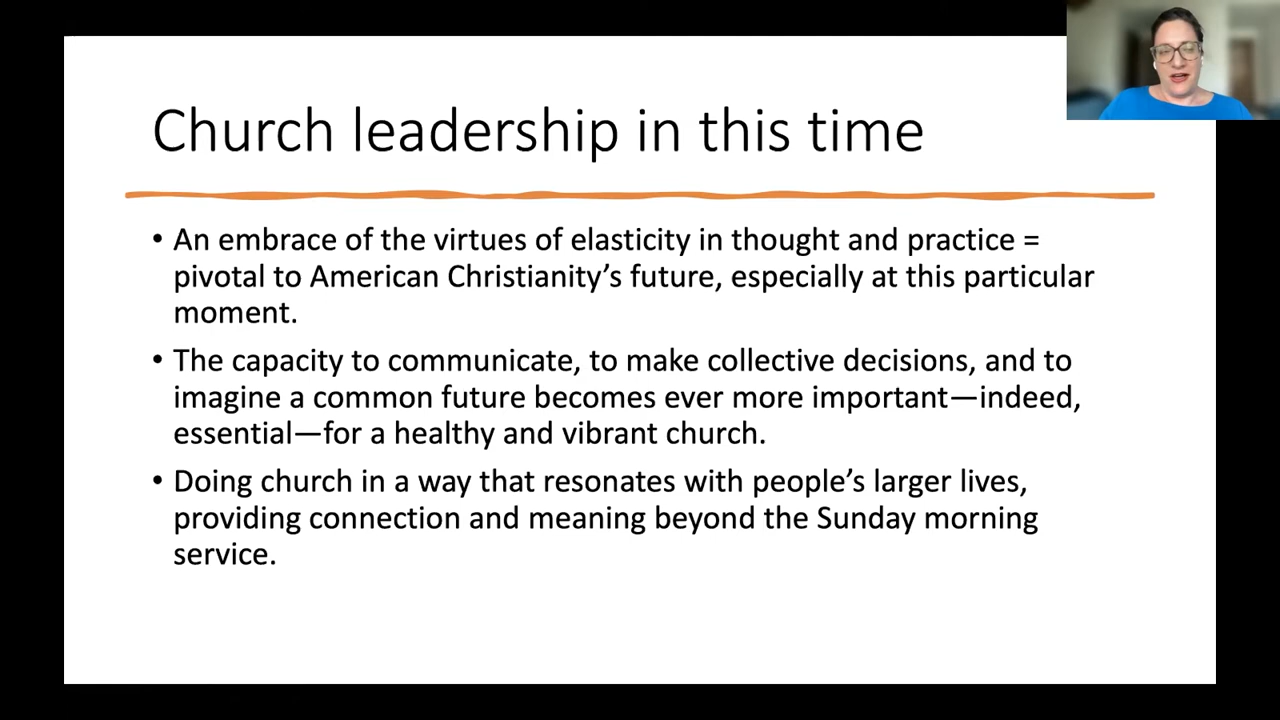 Church leadership in this time
• An embrace of the virtues of elasticity in thought and practice =
pivotal to American Christianity’s future, especially at this particular
moment.
• The capacity to communicate, to make collective decisions, and to
imagine a common future becomes ever more important—indeed,
essential—for a healthy and vibrant church.
• Doing church in a way that resonates with people’s larger lives,
providing connection and meaning beyond the Sunday morning
service.